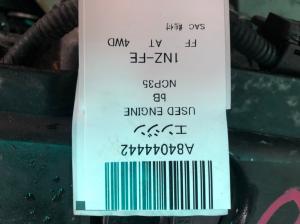 A84044442
エンジン
USED ENGINE
bB
NCP35
1NZ-FE
FF AT 4WD
SAC